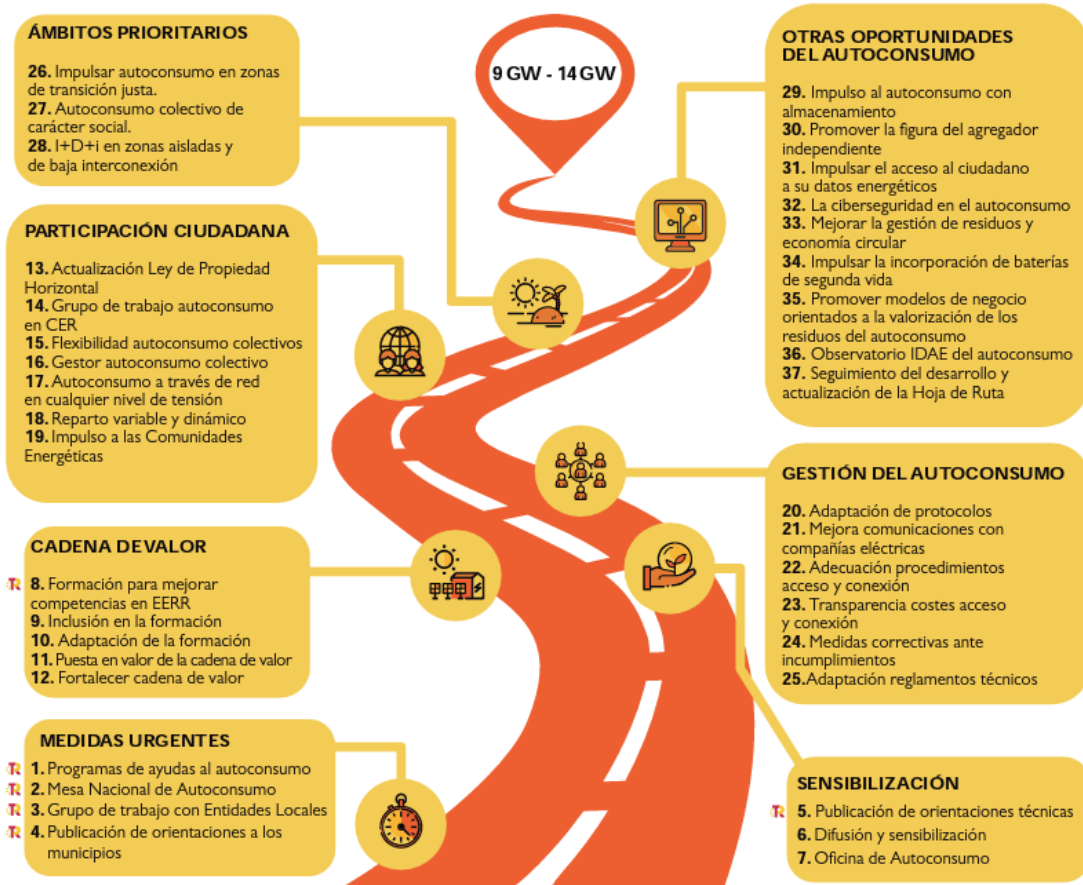 ÁMBITOS PRIORITARIOS
26. Impulsar autoconsumo en zonas
de transición justa.
27. Autoconsumo colectivo de
carácter social.
28. I+D+i en zonas aisladas y
de baja interconexión
9 GW - 14 GW
OTRAS OPORTUNIDADES
DEL AUTOCONSUMO
29. Impulso al autoconsumo con
almacenamiento
30. Promover la figura del agregador
independiente
31. Impulsar el acceso al ciudadano
a su datos energéticos
32. La ciberseguridad en el autoconsumo
33. Mejorar la gestión de residuos y
economía circular
34. Impulsar la incorporación de baterías
de segunda vida
35. Promover modelos de negocio
orientados a la valorización de los
residuos del autoconsumo
36. Observatorio IDAE del autoconsumo
37. Seguimiento del desarrollo y
actualización de la Hoja de Ruta
PARTICIPACIÓN CIUDADANA
13. Actualización Ley de Propiedad
Horizontal
14. Grupo de trabajo autoconsumo
en CER
15. Flexibilidad autoconsumo colectivos
16. Gestor autoconsumo colectivo
17. Autoconsumo a través de red
en cualquier nivel de tensión
18. Reparto variable y dinámico
19. Impulso a las Comunidades
Energéticas
GESTIÓN DEL AUTOCONSUMO
20. Adaptación de protocolos
21. Mejora comunicaciones con
compañías eléctricas
22. Adecuación procedimientos
acceso y conexión
23. Transparencia costes acceso
y conexión
24. Medidas correctivas ante
incumplimientos
25.Adaptación reglamentos técnicos
CADENA DE VALOR
TR 8. Formación para mejorar
competencias en EERR
9. Inclusión en la formación
10. Adaptación de la formación
11. Puesta en valor de la cadena de valor
12. Fortalecer cadena de valor
MEDIDAS URGENTES
TR 1. Programas de ayudas al autoconsumo
TR 2. Mesa Nacional de Autoconsumo
TR 3. Grupo de trabajo con Entidades Locales
TR 4. Publicación de orientaciones a los
municipios
SENSIBILIZACIÓN
TR 5. Publicación de orientaciones técnicas
6. Difusión y sensibilización
7. Oficina de Autoconsumo